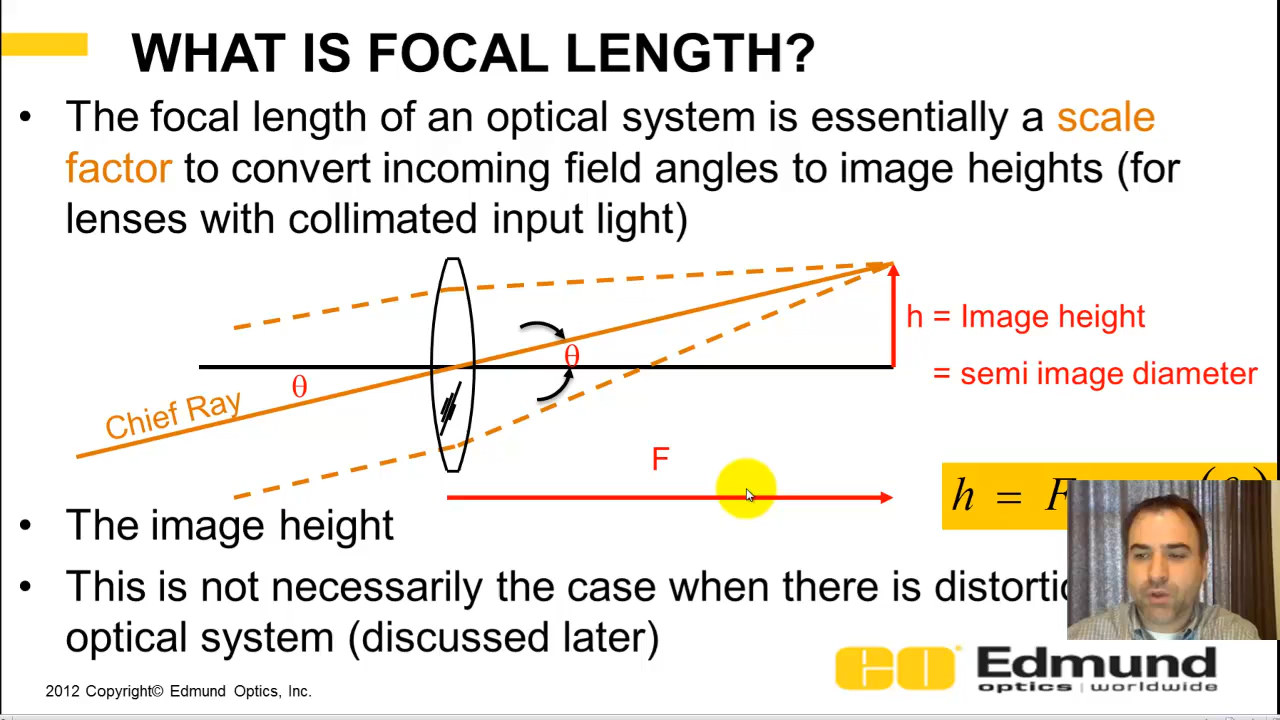 WHAT IS FOCAL LENGTH?
• The focal length of an optical system is essentially a scale
factor to convert incoming field angles to image heights (for
lenses with collimated input light)
h = Image height
θ
= semi image diameter
θ
Chief Ray
F
h = F
• The image height
• This is not necessarily the case when there is
optical system (discussed later)
EO
Edmund
optics | worldwide
2012 Copyright© Edmund Optics, Inc.